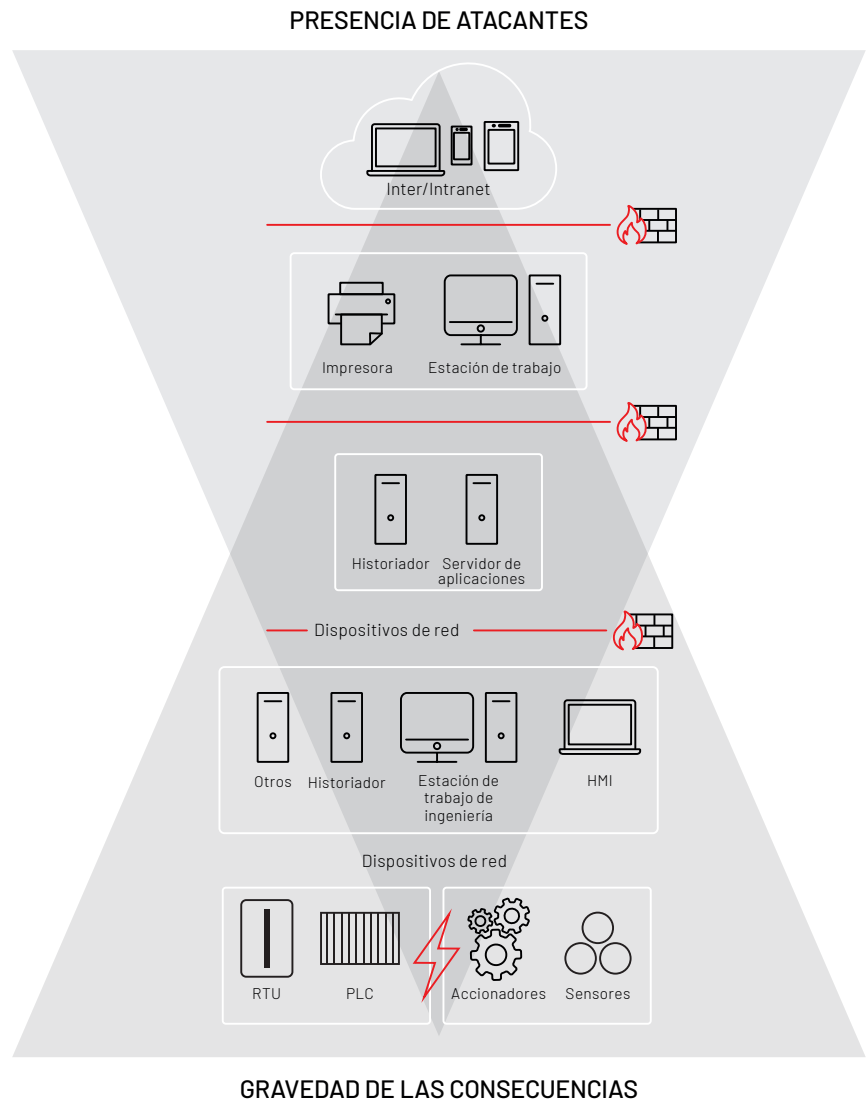 PRESENCIA DE ATACANTES
Inter/Intranet
Impresora
Estación de trabajo
Historiador
Servidor de
aplicaciones
Dispositivos de red
Otros
Historiador
Estación de
trabajo de
ingeniería
HMI
Dispositivos de red
RTU
PLC
Accionadores
Sensores
GRAVEDAD DE LAS CONSECUENCIAS